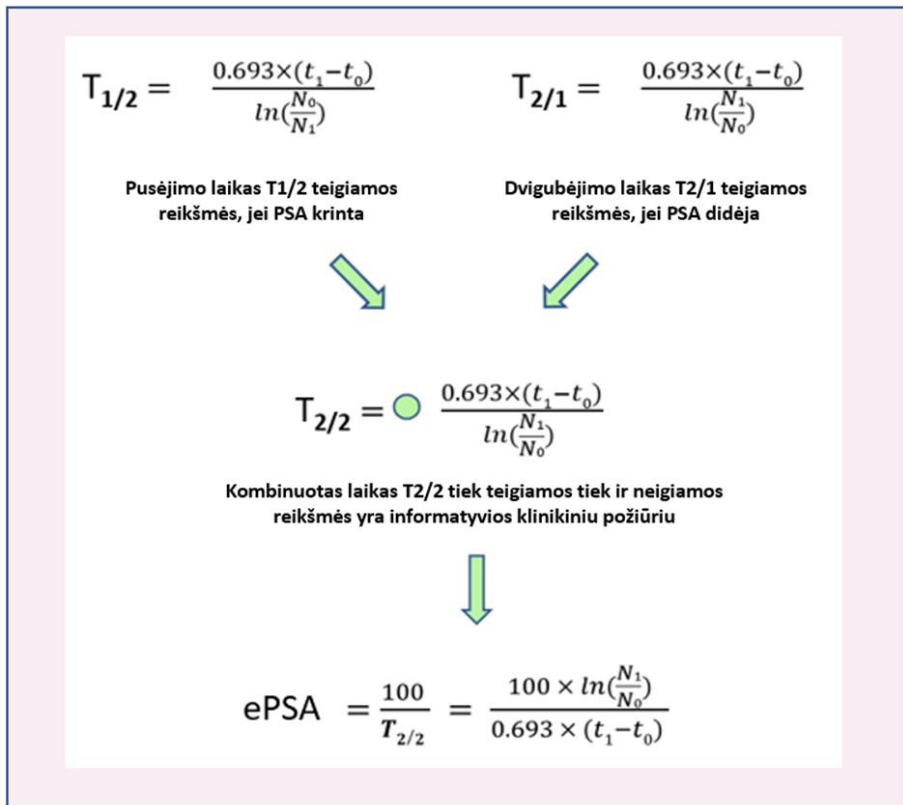 T1/2 = 0.693×(t1−t0) / ln(N0/N1)
T2/1 = 0.693×(t1−t0) / ln(N1/N0)
Pusėjimo laikas T1/2 teigiamos
reikšmės, jei PSA krinta
Dvigubėjimo laikas T2/1 teigiamos
reikšmės, jei PSA didėja
T2/2 = 0.693×(t1−t0) / ln(N1/N0)
Kombinuotas laikas T2/2 tiek teigiamos tiek ir neigiamos
reikšmės yra informatyvios klinikiniu požiūriu
ePSA = 100 / T2/2 = 100 × ln(N1/N0) / 0.693 × (t1−t0)